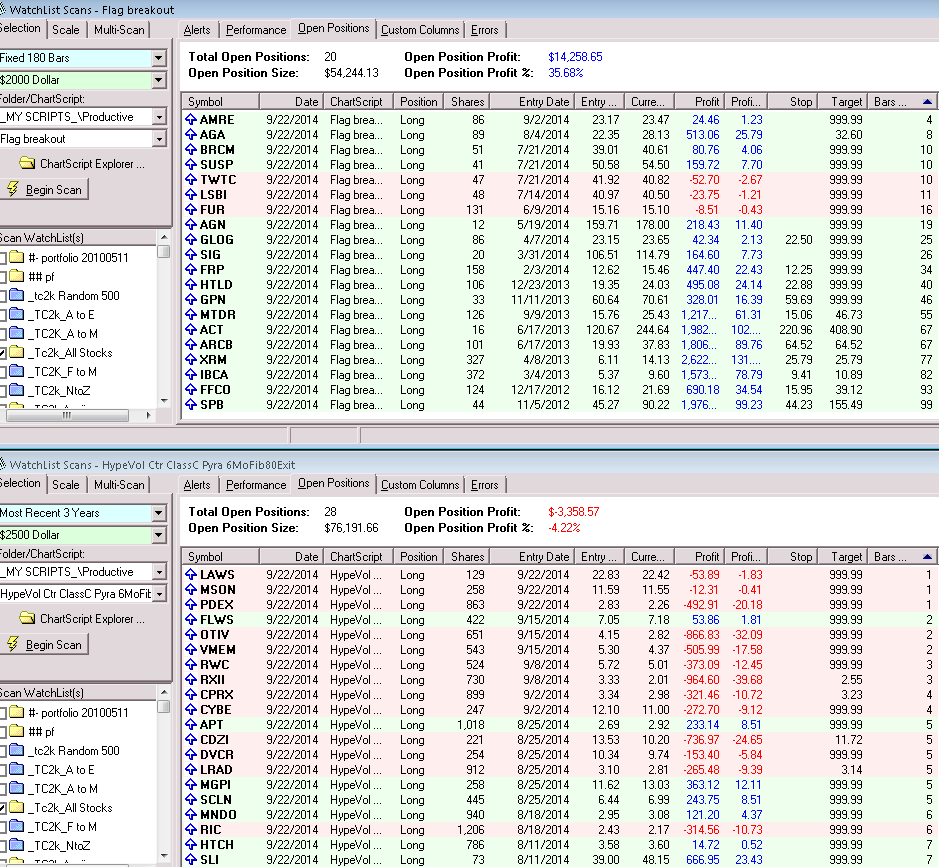 WatchList Scans - Flag breakout
Selection Scale Multi-Scan Alerts Performance Open Positions Custom Columns Errors
Fixed 180 Bars
$2000 Dollar
Folder/ChartScript:
_MY SCRIPTS_\Productive
Flag breakout
ChartScript Explorer ...
Begin Scan
Scan WatchList(s)
#- portfolio 20100511
## pf
_tc2k Random 500
_TC2k_A to E
_TC2K_A to M
_Tc2k_All Stocks
_TC2K_F to M
_TC2k_NtoZ
Total Open Positions: 20 Open Position Profit: $14,258.65
Open Position Size: $54,244.13 Open Position Profit %: 35.68%
Symbol Date ChartScript Position Shares Entry Date Entry ... Curre... Profit Profi... Stop Target Bars ...
AMRE 9/22/2014 Flag brea... Long 86 9/2/2014 23.17 23.47 24.46 1.23 999.99 4
AGA 9/22/2014 Flag brea... Long 89 8/4/2014 22.35 28.13 513.06 25.79 32.60 8
BRCM 9/22/2014 Flag brea... Long 51 7/21/2014 39.01 40.61 80.76 4.06 999.99 10
SUSP 9/22/2014 Flag brea... Long 41 7/21/2014 50.58 54.50 159.72 7.70 999.99 10
TWTC 9/22/2014 Flag brea... Long 47 7/21/2014 41.92 40.82 -52.70 -2.67 999.99 10
LSBI 9/22/2014 Flag brea... Long 48 7/14/2014 40.97 40.50 -23.75 -1.21 999.99 11
FUR 9/22/2014 Flag brea... Long 131 6/9/2014 15.16 15.10 -8.51 -0.43 999.99 16
AGN 9/22/2014 Flag brea... Long 12 5/19/2014 159.71 178.00 218.43 11.40 999.99 19
GLOG 9/22/2014 Flag brea... Long 86 4/7/2014 23.15 23.65 42.34 2.13 22.50 999.99 25
SIG 9/22/2014 Flag brea... Long 20 3/31/2014 106.51 114.79 164.60 7.73 999.99 26
FRP 9/22/2014 Flag brea... Long 158 2/3/2014 12.62 15.46 447.40 22.43 12.25 999.99 34
HTLD 9/22/2014 Flag brea... Long 106 12/23/2013 19.35 24.03 495.08 24.14 22.88 999.99 40
GPN 9/22/2014 Flag brea... Long 33 11/11/2013 60.64 70.61 328.01 16.39 59.69 999.99 46
MTDR 9/22/2014 Flag brea... Long 126 9/9/2013 15.76 25.43 1,217... 61.31 15.06 46.73 55
ACT 9/22/2014 Flag brea... Long 16 6/17/2013 120.67 244.64 1,982... 102.... 220.96 408.90 67
ARCB 9/22/2014 Flag brea... Long 101 6/17/2013 19.93 37.83 1,806... 89.76 64.52 64.52 67
XRM 9/22/2014 Flag brea... Long 327 4/8/2013 6.11 14.13 2,622... 131.... 25.79 25.79 77
IBCA 9/22/2014 Flag brea... Long 372 3/4/2013 5.37 9.60 1,573... 78.79 9.41 10.89 82
FFCO 9/22/2014 Flag brea... Long 124 12/17/2012 16.12 21.69 690.18 34.54 15.95 39.12 93
SPB 9/22/2014 Flag brea... Long 44 11/5/2012 45.27 90.22 1,976... 99.23 44.23 155.49 99
WatchList Scans - HypeVol Ctr ClassC Pyra 6MoFib80Exit
Selection Scale Multi-Scan Alerts Performance Open Positions Custom Columns Errors
Most Recent 3 Years
$2500 Dollar
Folder/ChartScript:
_MY SCRIPTS_\Productive
HypeVol Ctr ClassC Pyra 6MoFib
ChartScript Explorer ...
Begin Scan
Scan WatchList(s)
#- portfolio 20100511
## pf
_tc2k Random 500
_TC2k_A to E
_TC2K_A to M
_Tc2k_All Stocks
_TC2K_F to M
_TC2k_NtoZ
Total Open Positions: 28 Open Position Profit: $-3,358.57
Open Position Size: $76,191.66 Open Position Profit %: -4.22%
Symbol Date ChartScript Position Shares Entry Date Entry ... Curre... Profit Profi... Stop Target Bars ...
LAWS 9/22/2014 HypeVol ... Long 129 9/22/2014 22.83 22.42 -53.89 -1.83 999.99 1
MSON 9/22/2014 HypeVol ... Long 258 9/22/2014 11.59 11.55 -12.31 -0.41 999.99 1
PDEX 9/22/2014 HypeVol ... Long 863 9/22/2014 2.83 2.26 -492.91 -20.18 999.99 1
FLWS 9/22/2014 HypeVol ... Long 422 9/15/2014 7.05 7.18 53.86 1.81 999.99 2
OTIV 9/22/2014 HypeVol ... Long 651 9/15/2014 4.15 2.82 -866.83 -32.09 999.99 2
VMEM 9/22/2014 HypeVol ... Long 543 9/15/2014 5.30 4.37 -505.99 -17.58 999.99 2
RWC 9/22/2014 HypeVol ... Long 524 9/8/2014 5.72 5.01 -373.09 -12.45 999.99 3
RXII 9/22/2014 HypeVol ... Long 730 9/8/2014 3.33 2.01 -964.60 -39.68 2.55 3
CPRX 9/22/2014 HypeVol ... Long 899 9/2/2014 3.34 2.98 -321.46 -10.72 3.23 4
CYBE 9/22/2014 HypeVol ... Long 247 9/2/2014 12.10 11.00 -272.70 -9.12 999.99 4
APT 9/22/2014 HypeVol ... Long 1,018 8/25/2014 2.69 2.92 233.14 8.51 999.99 5
CDZI 9/22/2014 HypeVol ... Long 221 8/25/2014 13.53 10.20 -736.97 -24.65 11.72 5
DVCR 9/22/2014 HypeVol ... Long 254 8/25/2014 10.34 9.74 -153.40 -5.84 999.99 5
LRAD 9/22/2014 HypeVol ... Long 912 8/25/2014 3.10 2.81 -265.48 -9.39 3.14 5
MGPI 9/22/2014 HypeVol ... Long 258 8/25/2014 11.62 13.03 363.12 12.11 999.99 5
SCLN 9/22/2014 HypeVol ... Long 445 8/25/2014 6.44 6.99 243.75 8.51 999.99 5
MNDO 9/22/2014 HypeVol ... Long 940 8/18/2014 2.95 3.08 121.20 4.37 999.99 6
RIC 9/22/2014 HypeVol ... Long 1,206 8/18/2014 2.43 2.17 -314.56 -10.73 999.99 6
HTCH 9/22/2014 HypeVol ... Long 786 8/11/2014 3.58 3.60 14.72 0.52 999.99 7
SLI 9/22/2014 HypeVol ... Long 73 8/11/2014 39.00 48.15 666.95 23.43 999.99 7